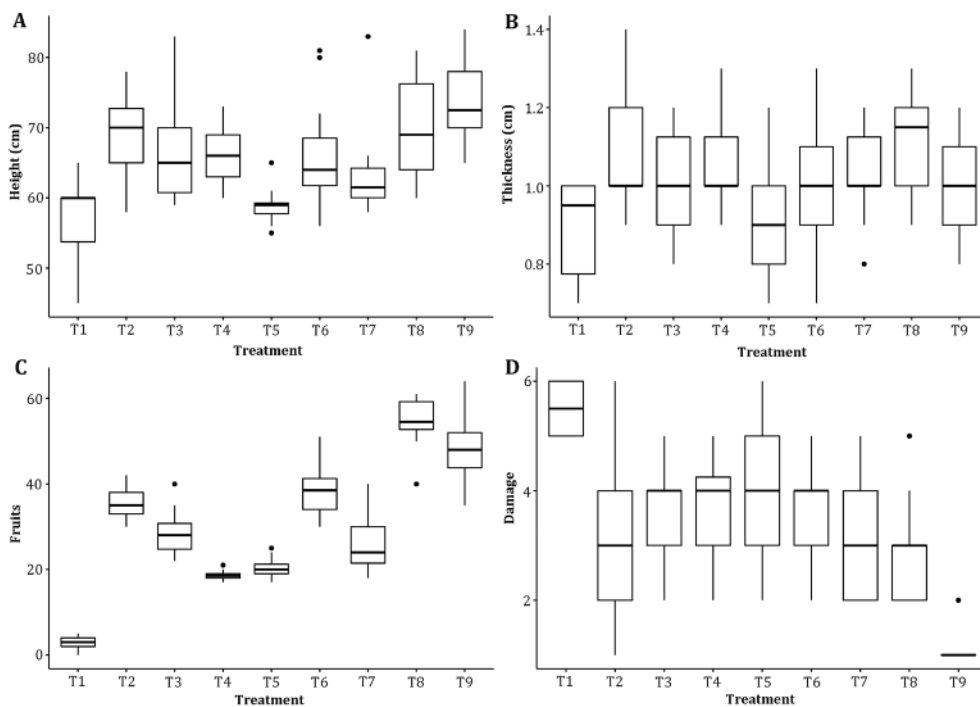 A
Height (cm)
80
70
60
50
T1 T2 T3 T4 T5 T6 T7 T8 T9
Treatment
B
Thickness (cm)
1.4
1.2
1.0
0.8
T1 T2 T3 T4 T5 T6 T7 T8 T9
Treatment
C
Fruits
60
40
20
0
T1 T2 T3 T4 T5 T6 T7 T8 T9
Treatment
D
Damage
6
4
2
T1 T2 T3 T4 T5 T6 T7 T8 T9
Treatment